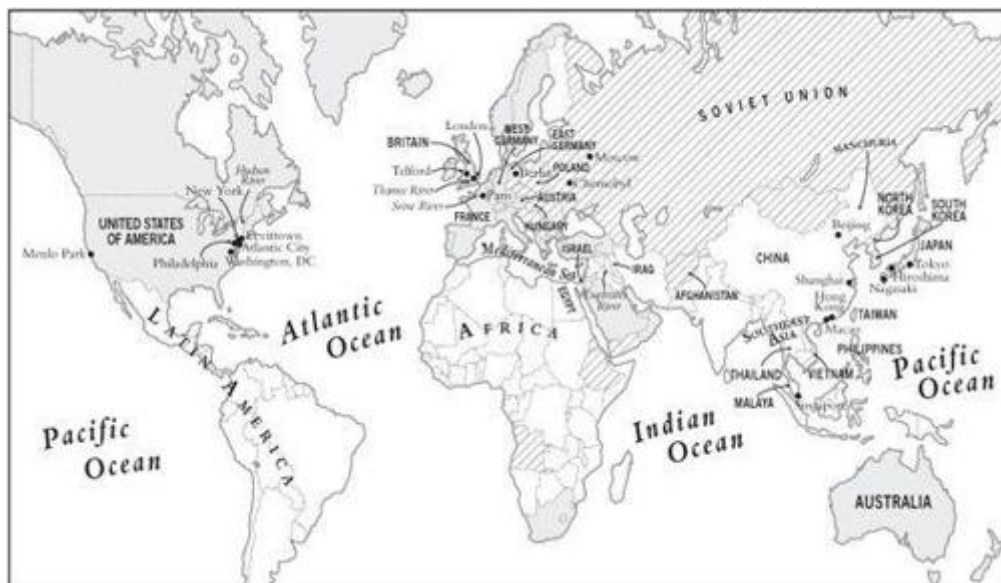 SOVIET UNION
MANCHURIA
London
WEST
GERMANY
EAST
GERMANY
BRITAIN
Moscow
Telford
Berlin
POLAND
Thames River
Chernobyl
Seine River
Paris
AUSTRIA
FRANCE
HUNGARY
Hudson
River
New York
UNITED STATES
OF AMERICA
Levittown
Atlantic City
Washington, DC
Philadelphia
Menlo Park
NORTH
KOREA
SOUTH
KOREA
Beijing
JAPAN
Tokyo
Hiroshima
Nagasaki
CHINA
Shanghai
ISRAEL
Mediterranean Sea
IRAQ
EGYPT
River
AFGHANISTAN
Hong
Kong
TAIWAN
Macao
SOUTHEAST
ASIA
PHILIPPINES
THAILAND
VIETNAM
MALAYA
Singapore
LATIN AMERICA
Atlantic
Ocean
AFRICA
Pacific
Ocean
Indian
Ocean
Pacific
Ocean
AUSTRALIA